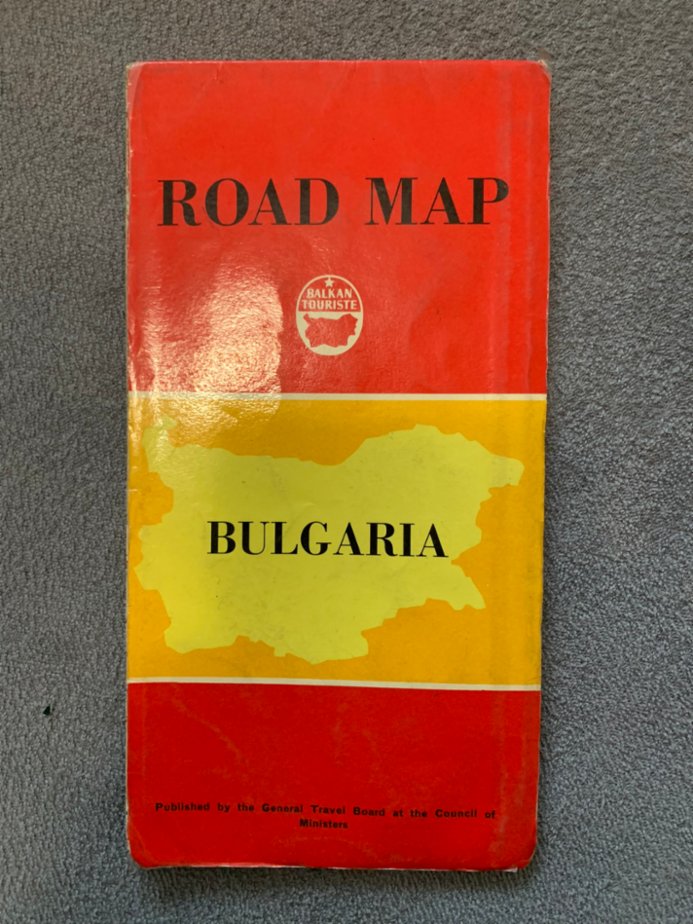 ROAD MAP
BALKAN
TOURISTE
BULGARIA
Published by the General Travel Board at the Council of
Ministers